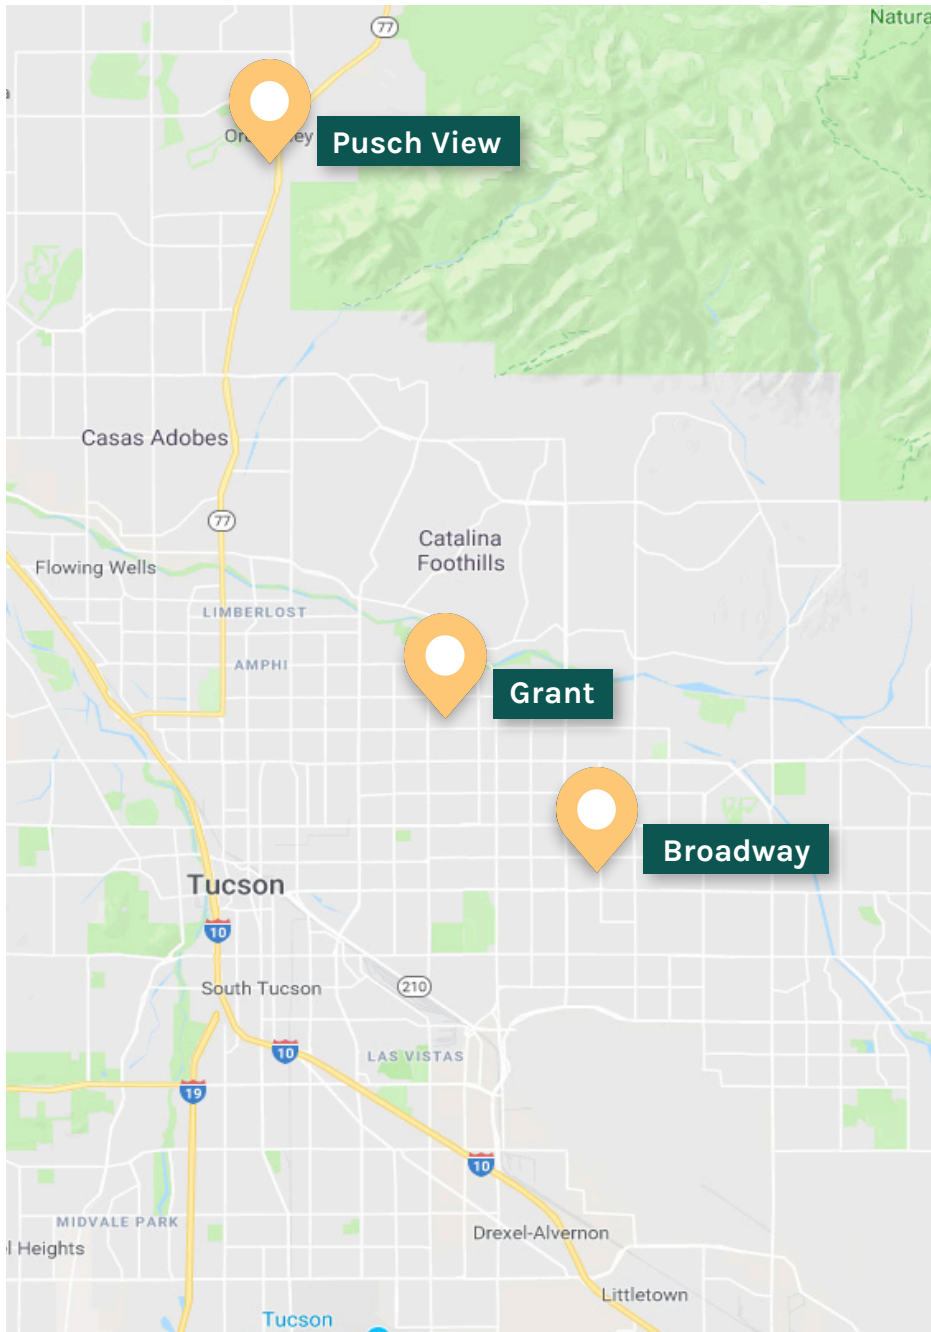 Natura
77
Pusch View
Casas Adobes
77
Catalina
Foothills
Flowing Wells
LIMBERLOST
AMPHI
Grant
Broadway
Tucson
10
South Tucson
210
10
LAS VISTAS
19
10
MIDVALE PARK
Drexel-Alvernon
l Heights
Littletown
Tucson